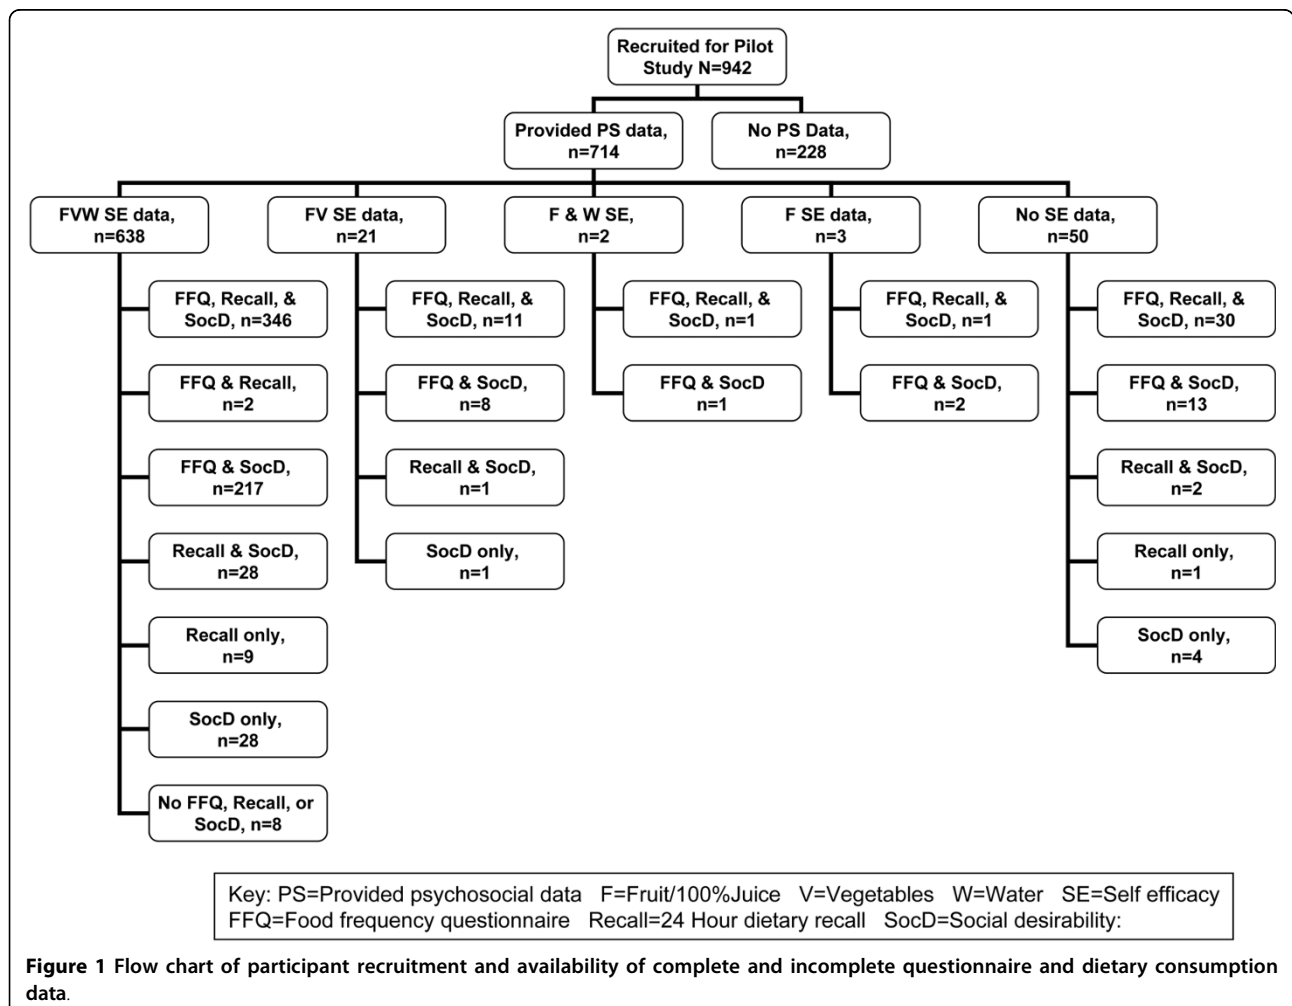 Recruited for Pilot
Study N=942
Provided PS data,
n=714
No PS Data,
n=228
FVW SE data,
n=638
FV SE data,
n=21
F & W SE,
n=2
F SE data,
n=3
No SE data,
n=50
FFQ, Recall, &
SocD, n=346
FFQ & Recall,
n=2
FFQ & SocD,
n=217
Recall & SocD,
n=28
Recall only,
n=9
SocD only,
n=28
No FFQ, Recall, or
SocD, n=8
FFQ, Recall, &
SocD, n=11
FFQ & SocD,
n=8
Recall & SocD,
n=1
SocD only,
n=1
FFQ, Recall, &
SocD, n=1
FFQ & SocD
n=1
FFQ, Recall, &
SocD, n=1
FFQ & SocD,
n=2
FFQ, Recall, &
SocD, n=30
FFQ & SocD,
n=13
Recall & SocD,
n=2
Recall only,
n=1
SocD only,
n=4
Key: PS=Provided psychosocial data F=Fruit/100%Juice V=Vegetables W=Water SE=Self efficacy
FFQ=Food frequency questionnaire Recall=24 Hour dietary recall SocD=Social desirability:
Figure 1 Flow chart of participant recruitment and availability of complete and incomplete questionnaire and dietary consumption
data.